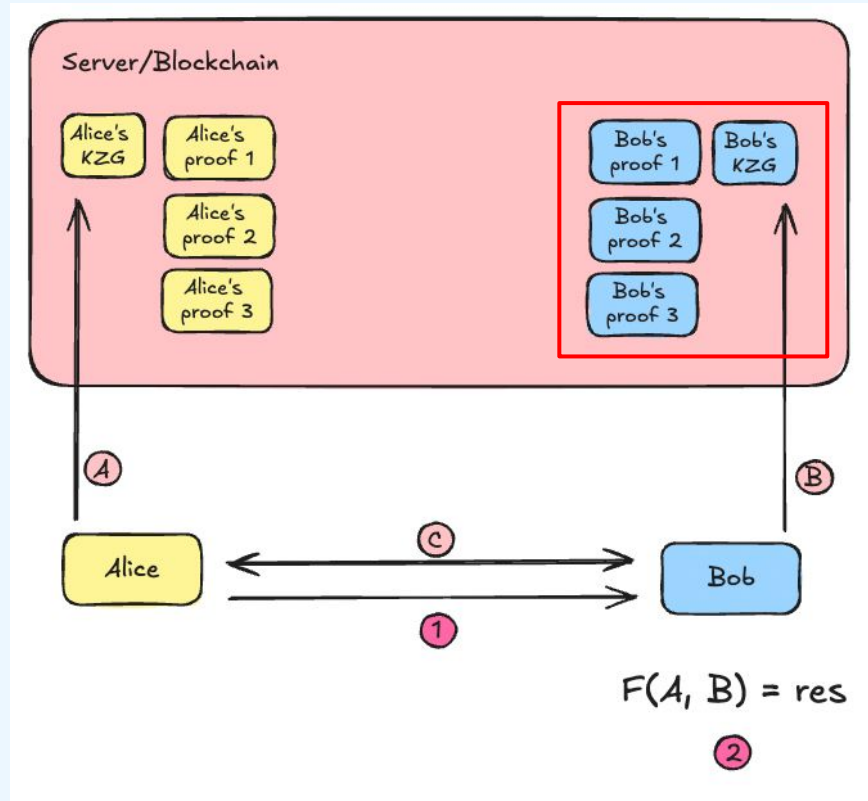 Server/Blockchain
Alice's
KZG
Alice's
proof 1
Alice's
proof 2
Alice's
proof 3
Bob's
proof 1
Bob's
KZG
Bob's
proof 2
Bob's
proof 3
A
B
C
Alice
Bob
1
F(A, B) = res
2